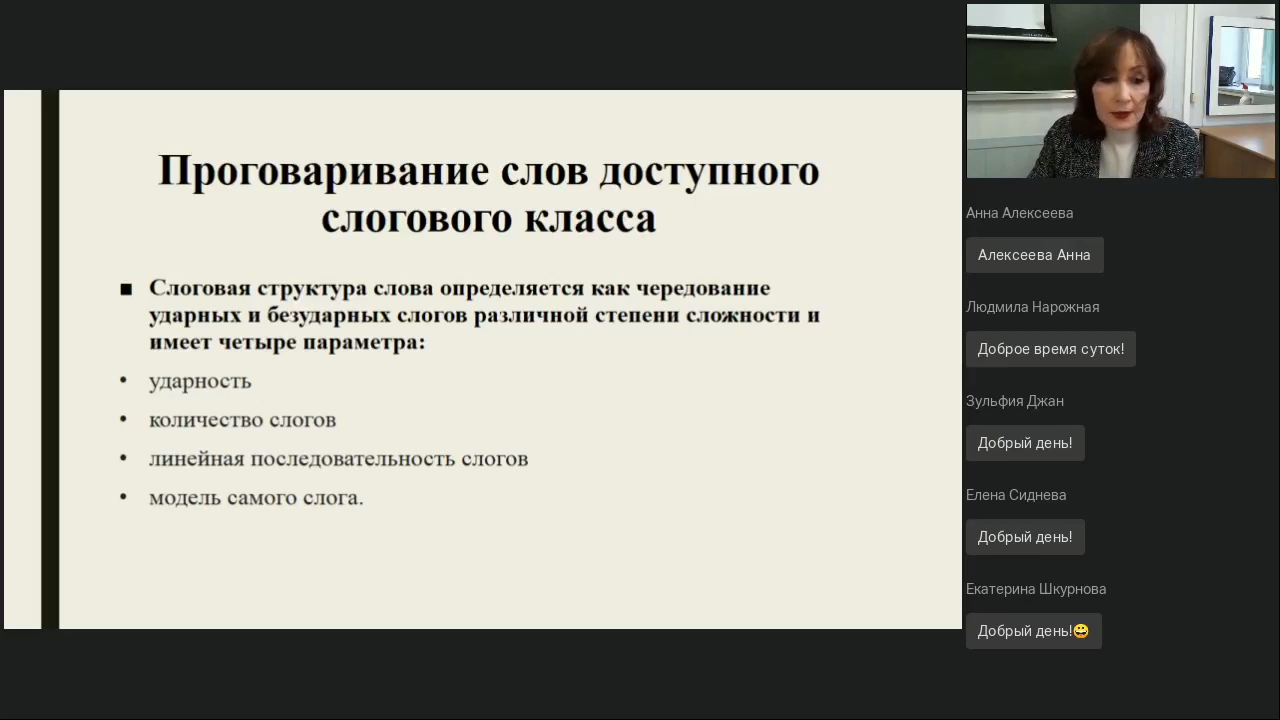 Проговаривание слов доступного
слогового класса
■ Слоговая структура слова определяется как чередование
ударных и безударных слогов различной степени сложности и
имеет четыре параметра:
• ударность
• количество слогов
• линейная последовательность слогов
• модель самого слога.
Анна Алексеева
Алексеева Анна
Людмила Нарожная
Доброе время суток!
Зульфия Джан
Добрый день!
Елена Сиднева
Добрый день!
Екатерина Шкурнова
Добрый день!😀